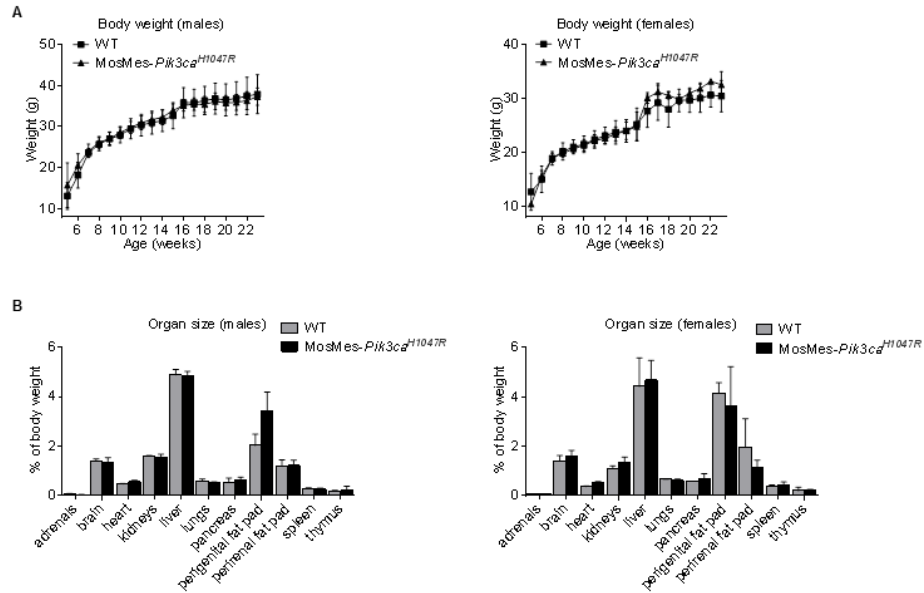 A
Body weight (males)
WT
MosMes-Pik3caH1047R
Weight (g)
50
40
30
20
10
6 8 10 12 14 16 18 20 22
Age (weeks)
Body weight (females)
WT
MosMes-Pik3caH1047R
Weight (g)
40
30
20
10
6 8 10 12 14 16 18 20 22
Age (weeks)
B
Organ size (males)
WT
MosMes-Pik3caH1047R
% of body weight
6
4
2
0
adrenals
brain
heart
kidneys
liver
lungs
pancreas
perigenital fat pad
perirenal fat pad
spleen
thymus
Organ size (females)
WT
MosMes-Pik3caH1047R
% of body weight
6
4
2
0
adrenals
brain
heart
kidneys
liver
lungs
pancreas
perigenital fat pad
perirenal fat pad
spleen
thymus